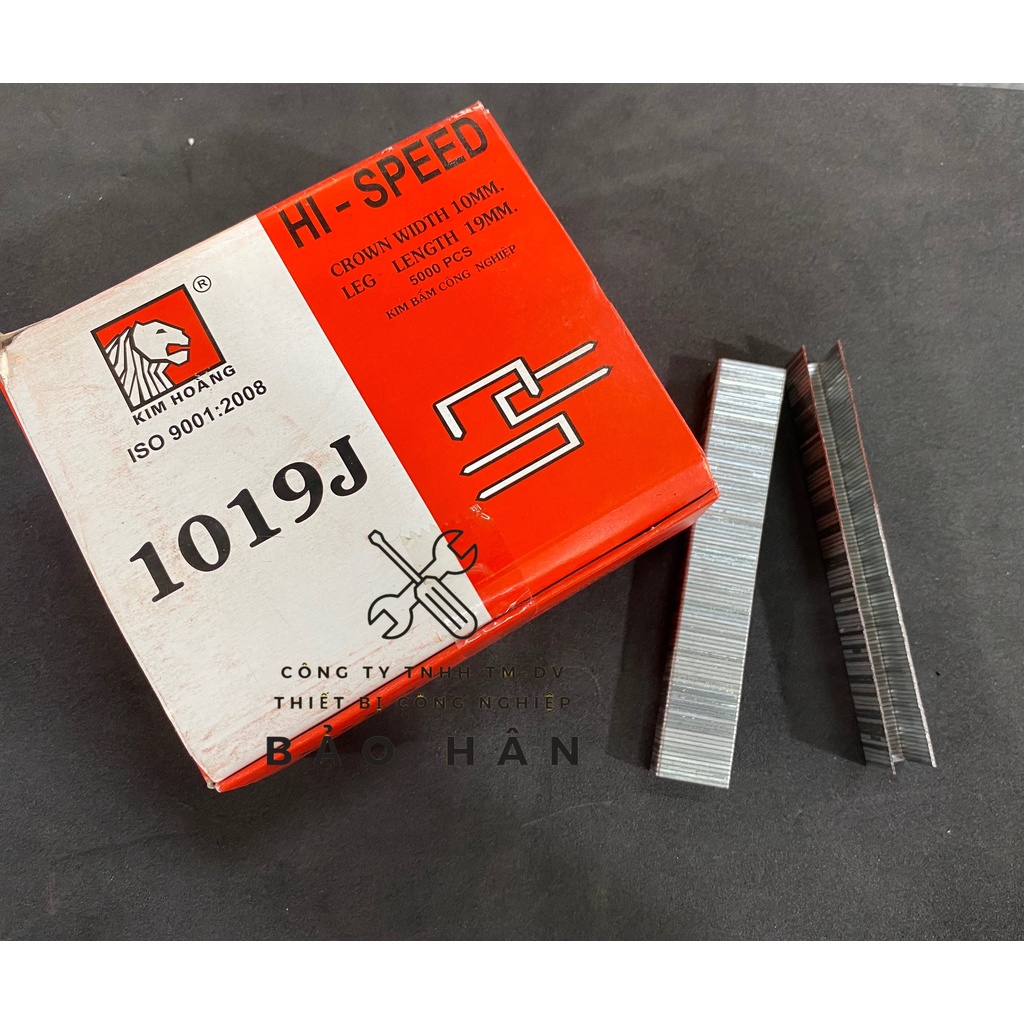 HI - SPEED
CROWN WIDTH 10MM.
LEG LENGTH 19MM.
5000 PCS
KIM BẤM CÔNG NGHIỆP
®
KIM HOÀNG
ISO 9001:2008
1019J
CÔNG TY TNHH TM-DV
THIẾT BỊ CÔNG NGHIỆP
BẢO HÂN